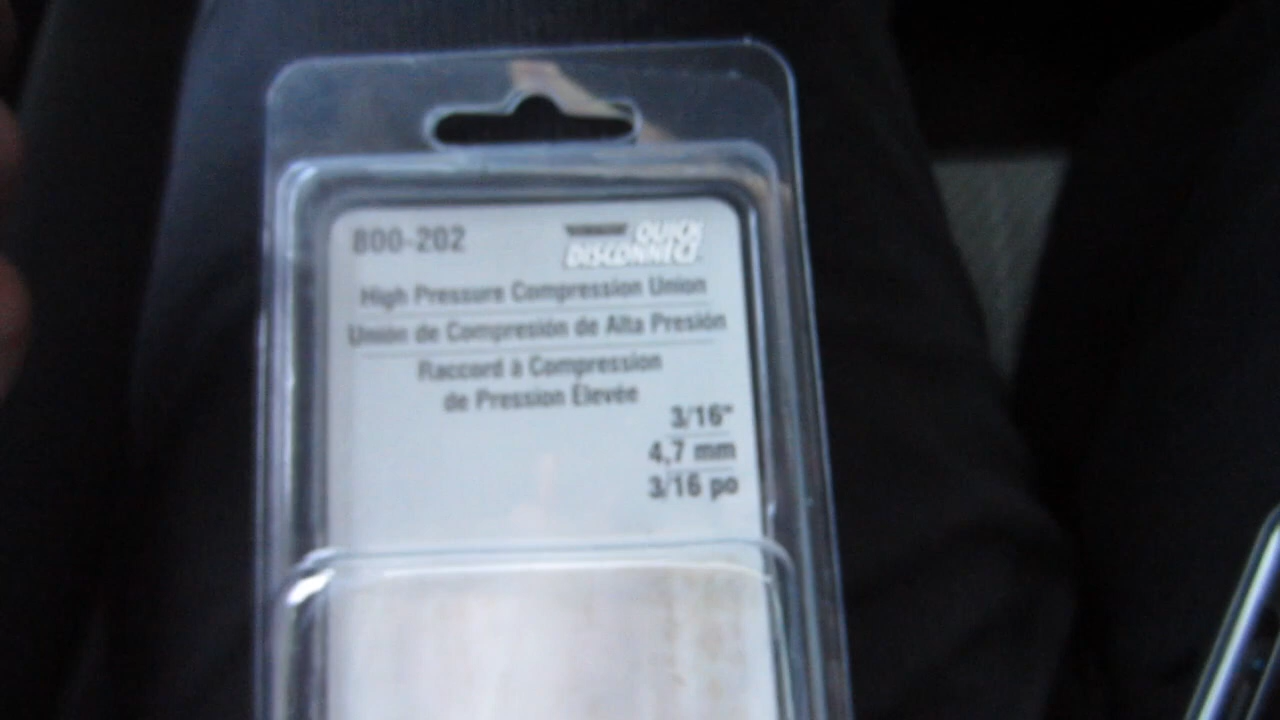 800-202
QUICK
DISCONNECT
High Pressure Compression Union
Unión de Compresión de Alta Presión
Raccord à Compression
de Pression Élevée
3/16"
4,7 mm
3/16 po